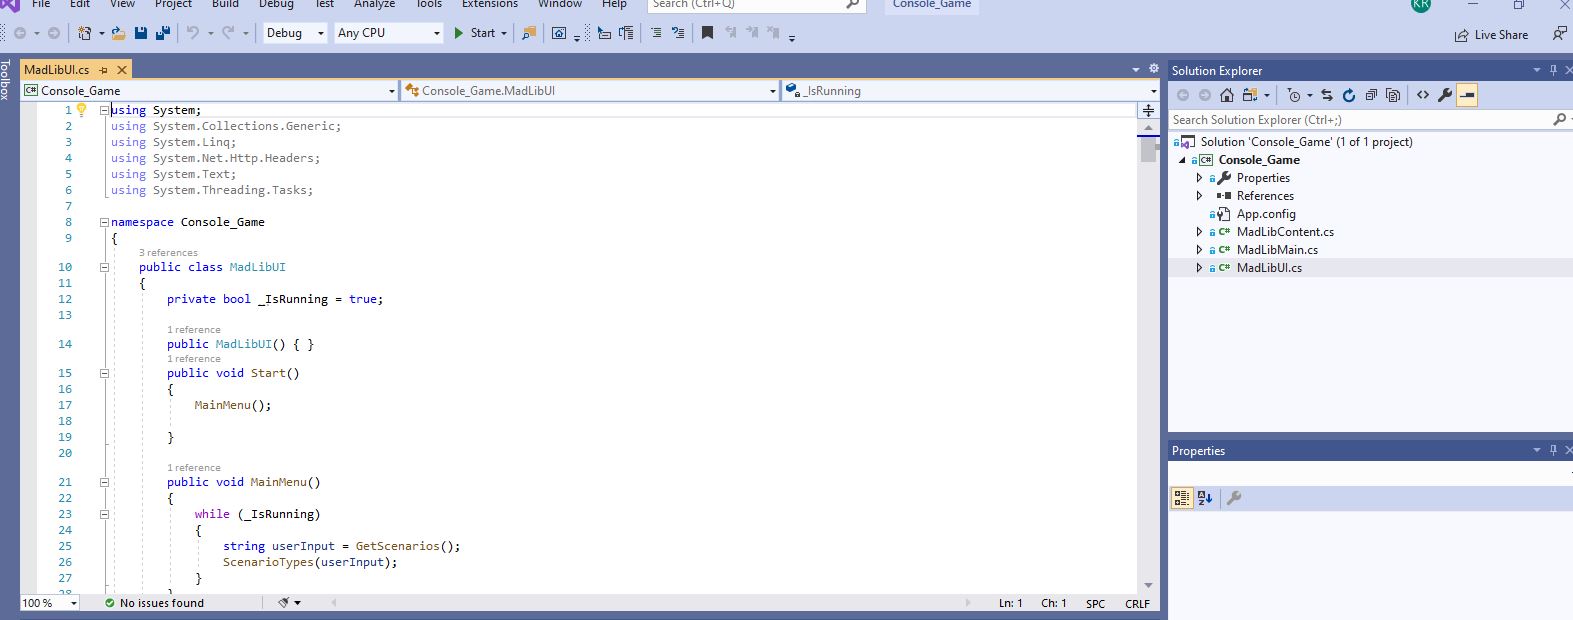 File Edit View Project Build Debug Test Analyze Tools Extensions Window Help Search (Ctrl+Q) Console_Game KR
Debug Any CPU Start Live Share
Toolbox
MadLibUI.cs
Console_Game Console_Game.MadLibUI _IsRunning
1 using System;
2 using System.Collections.Generic;
3 using System.Linq;
4 using System.Net.Http.Headers;
5 using System.Text;
6 using System.Threading.Tasks;
7
8 namespace Console_Game
9 {
3 references
10 public class MadLibUI
11 {
12 private bool _IsRunning = true;
13
1 reference
14 public MadLibUI() { }
1 reference
15 public void Start()
16 {
17 MainMenu();
18
19 }
20
1 reference
21 public void MainMenu()
22 {
23 while (_IsRunning)
24 {
25 string userInput = GetScenarios();
26 ScenarioTypes(userInput);
27 }
28 }
100 % No issues found Ln: 1 Ch: 1 SPC CRLF
Solution Explorer
Search Solution Explorer (Ctrl+;)
Solution 'Console_Game' (1 of 1 project)
C# Console_Game
Properties
References
App.config
C# MadLibContent.cs
C# MadLibMain.cs
C# MadLibUI.cs
Properties